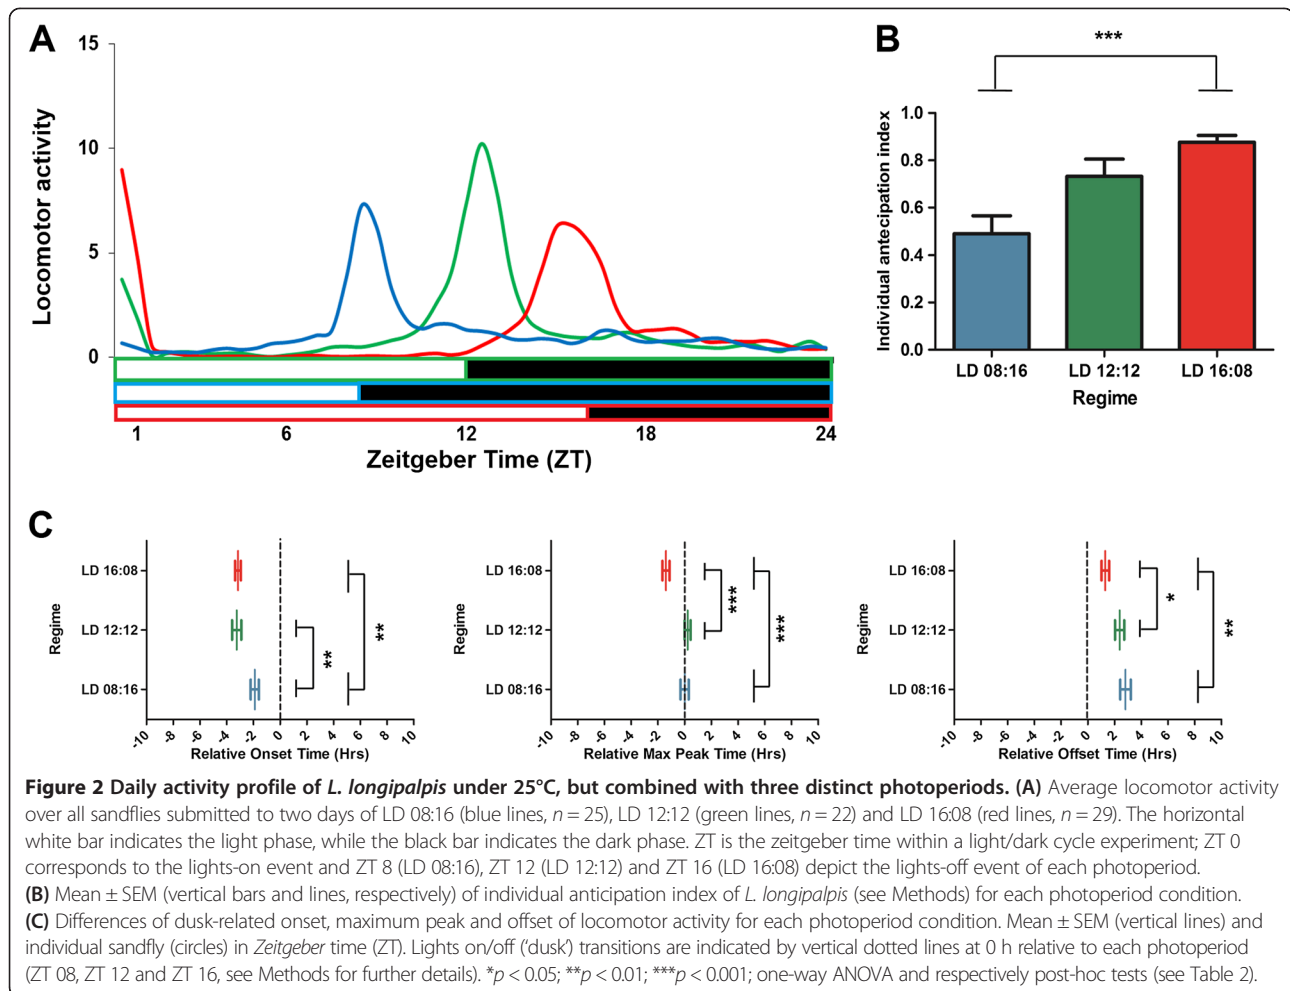 A
15
10
5
0
Locomotor activity
1 6 12 18 24
Zeitgeber Time (ZT)
B
***
Individual antecipation index
1.0
0.8
0.6
0.4
0.2
0.0
LD 08:16 LD 12:12 LD 16:08
Regime
C
Regime
LD 16:08
LD 12:12
LD 08:16
**
**
-10 -8 -6 -4 -2 0 2 4 6 8 10
Relative Onset Time (Hrs)
Regime
LD 16:08
LD 12:12
LD 08:16
***
***
-10 -8 -6 -4 -2 0 2 4 6 8 10
Relative Max Peak Time (Hrs)
Regime
LD 16:08
LD 12:12
LD 08:16
*
**
-10 -8 -6 -4 -2 0 2 4 6 8 10
Relative Offset Time (Hrs)
Figure 2 Daily activity profile of L. longipalpis under 25°C, but combined with three distinct photoperiods. (A) Average locomotor activity
over all sandflies submitted to two days of LD 08:16 (blue lines, n = 25), LD 12:12 (green lines, n = 22) and LD 16:08 (red lines, n = 29). The horizontal
white bar indicates the light phase, while the black bar indicates the dark phase. ZT is the zeitgeber time within a light/dark cycle experiment; ZT 0
corresponds to the lights-on event and ZT 8 (LD 08:16), ZT 12 (LD 12:12) and ZT 16 (LD 16:08) depict the lights-off event of each photoperiod.
(B) Mean ± SEM (vertical bars and lines, respectively) of individual anticipation index of L. longipalpis (see Methods) for each photoperiod condition.
(C) Differences of dusk-related onset, maximum peak and offset of locomotor activity for each photoperiod condition. Mean ± SEM (vertical lines) and
individual sandfly (circles) in Zeitgeber time (ZT). Lights on/off (‘dusk’) transitions are indicated by vertical dotted lines at 0 h relative to each photoperiod
(ZT 08, ZT 12 and ZT 16, see Methods for further details). *p < 0.05; **p < 0.01; ***p < 0.001; one-way ANOVA and respectively post-hoc tests (see Table 2).